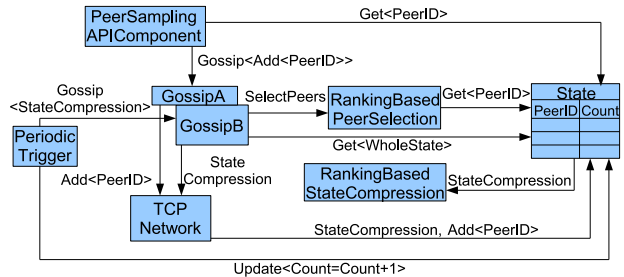 PeerSampling
APIComponent
Get<PeerID>
Gossip<Add<PeerID>>
Gossip
<StateCompression>
GossipA
GossipB
SelectPeers
RankingBased
PeerSelection
Get<PeerID>
State
PeerID Count
Periodic
Trigger
Get<WholeState>
State
Compression
Add<PeerID>
RankingBased
StateCompression
StateCompression
TCP
Network
StateCompression, Add<PeerID>
Update<Count=Count+1>